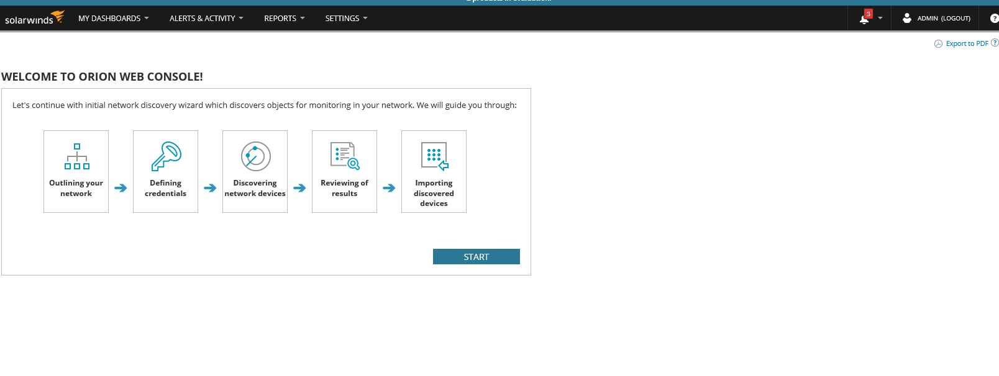 solarwinds MY DASHBOARDS ALERTS & ACTIVITY REPORTS SETTINGS 3 ADMIN (LOGOUT) ?
Export to PDF ?
WELCOME TO ORION WEB CONSOLE!
Let's continue with initial network discovery wizard which discovers objects for monitoring in your network. We will guide you through:
Outlining your
network
Defining
credentials
Discovering
network devices
Reviewing of
results
Importing
discovered
devices
START